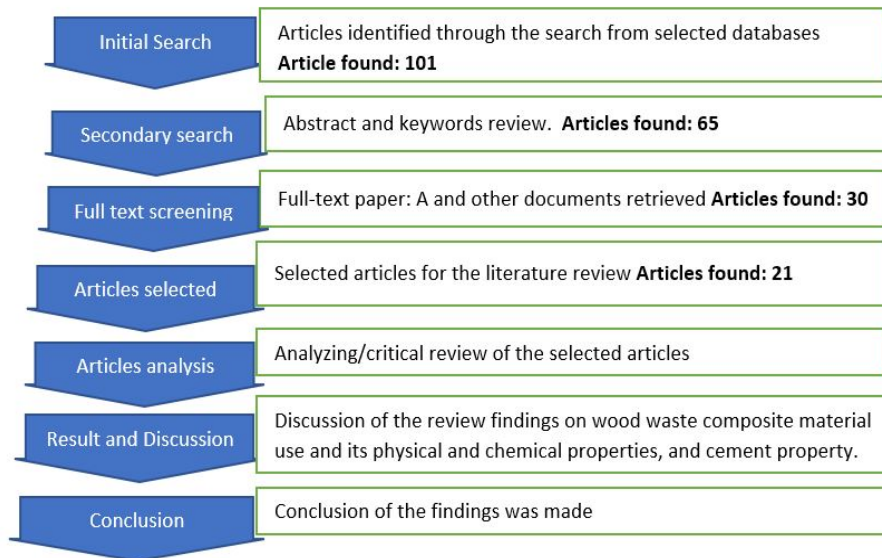 Initial Search
Articles identified through the search from selected databases
Article found: 101
Secondary search
Abstract and keywords review. Articles found: 65
Full text screening
Full-text paper: A and other documents retrieved Articles found: 30
Articles selected
Selected articles for the literature review Articles found: 21
Articles analysis
Analyzing/critical review of the selected articles
Result and Discussion
Discussion of the review findings on wood waste composite material
use and its physical and chemical properties, and cement property.
Conclusion
Conclusion of the findings was made